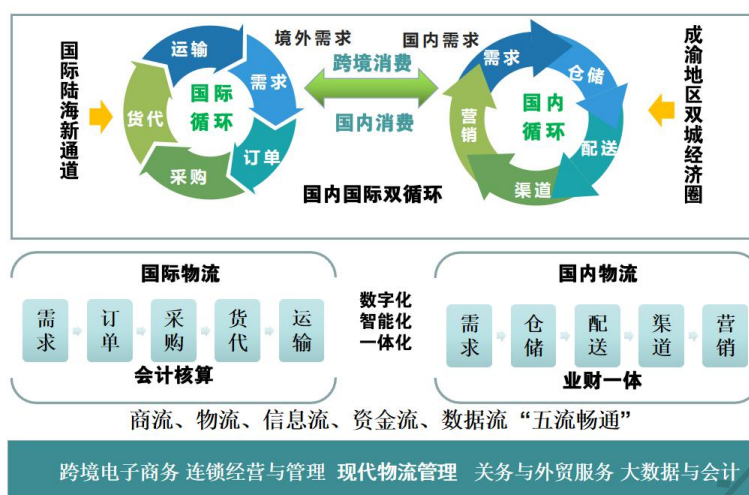 国际陆海新通道
运输
需求
订单
采购
货代
国际
循环
境外需求
国内需求
跨境消费
国内消费
国内国际双循环
需求
仓储
配送
渠道
营销
国内
循环
成渝地区双城经济圈
国际物流
需求
订单
采购
货代
运输
会计核算
数字化
智能化
一体化
国内物流
需求
仓储
配送
渠道
营销
业财一体
商流、物流、信息流、资金流、数据流“五流畅通”
跨境电子商务 连锁经营与管理 现代物流管理 关务与外贸服务 大数据与会计